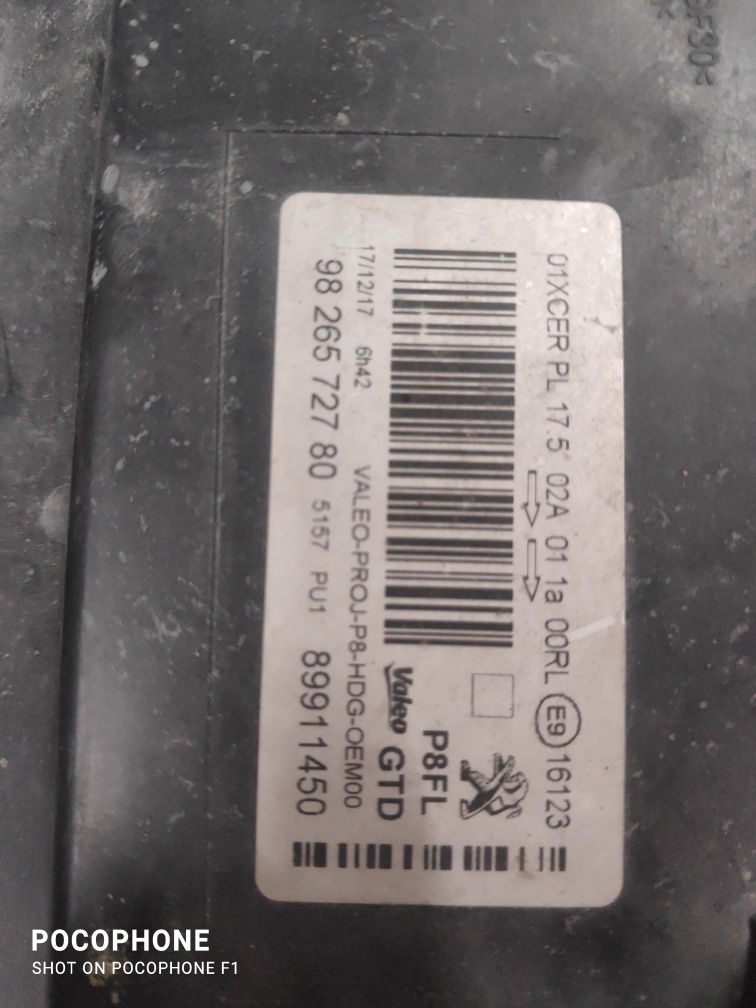 01XCER PL 17.5 02A 01 1a 00RL E9 16123
P8FL
Valeo GTD
17/12/17 6h42 VALEO-PROJ-P8-HDG-OEM00
98 265 727 80 5157 PU1 89911450
POCOPHONE
SHOT ON POCOPHONE F1